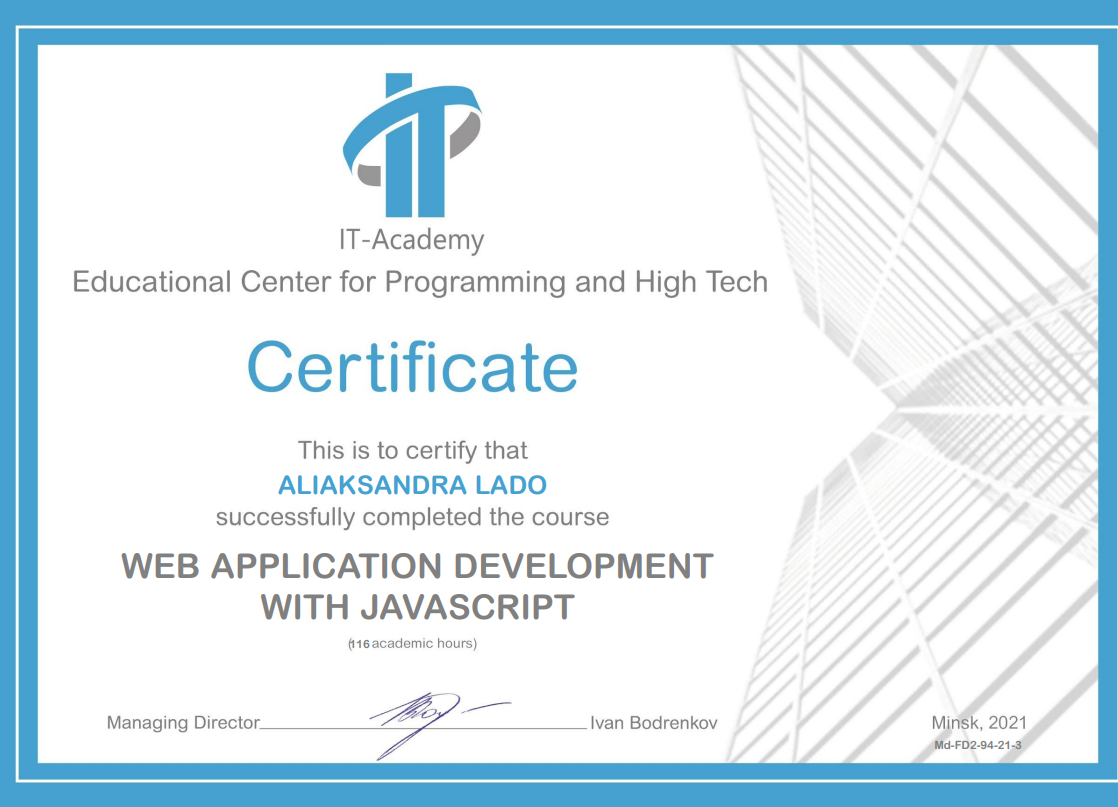 IT
IT-Academy
Educational Center for Programming and High Tech
Certificate
This is to certify that
ALIAKSANDRA LADO
successfully completed the course
WEB APPLICATION DEVELOPMENT
WITH JAVASCRIPT
(116 academic hours)
Managing Director Ivan Bodrenkov
Minsk, 2021
Md-FD2-94-21-3